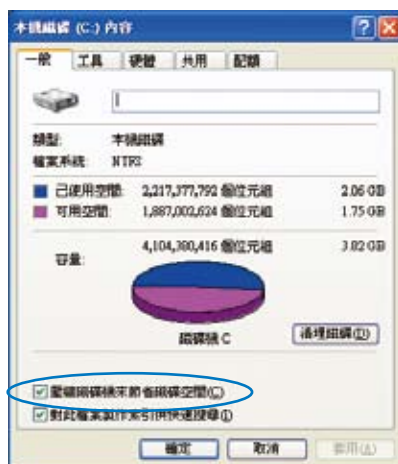 本機磁碟 (C:) 內容
一般 工具 硬體 共用 配額
類型: 本機磁碟
檔案系統: NTFS
已使用空間: 2,217,377,792 個位元組 2.06 GB
可用空間: 1,887,002,624 個位元組 1.75 GB
容量: 4,104,380,416 個位元組 3.82 GB
磁碟機 C
清理磁碟(D)
壓縮磁碟機來節省磁碟空間(C)
對此檔案製作索引供快速搜尋(I)
確定 取消 套用(A)